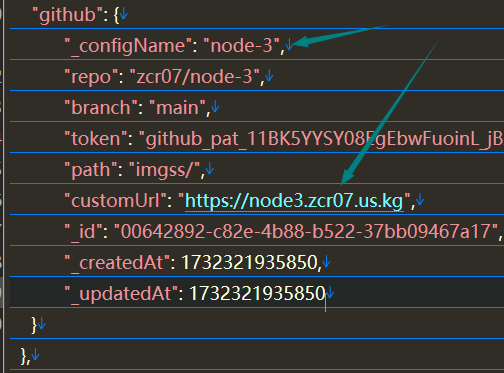 "github": {
"_configName": "node-3",
"repo": "zcr07/node-3",
"branch": "main",
"token": "github_pat_11BK5YYSY08EgEbwFuoinL_jB
"path": "imgss/",
"customUrl": "https://node3.zcr07.us.kg",
"_id": "00642892-c82e-4b88-b522-37bb09467a17",
"_createdAt": 1732321935850,
"_updatedAt": 1732321935850
}
},